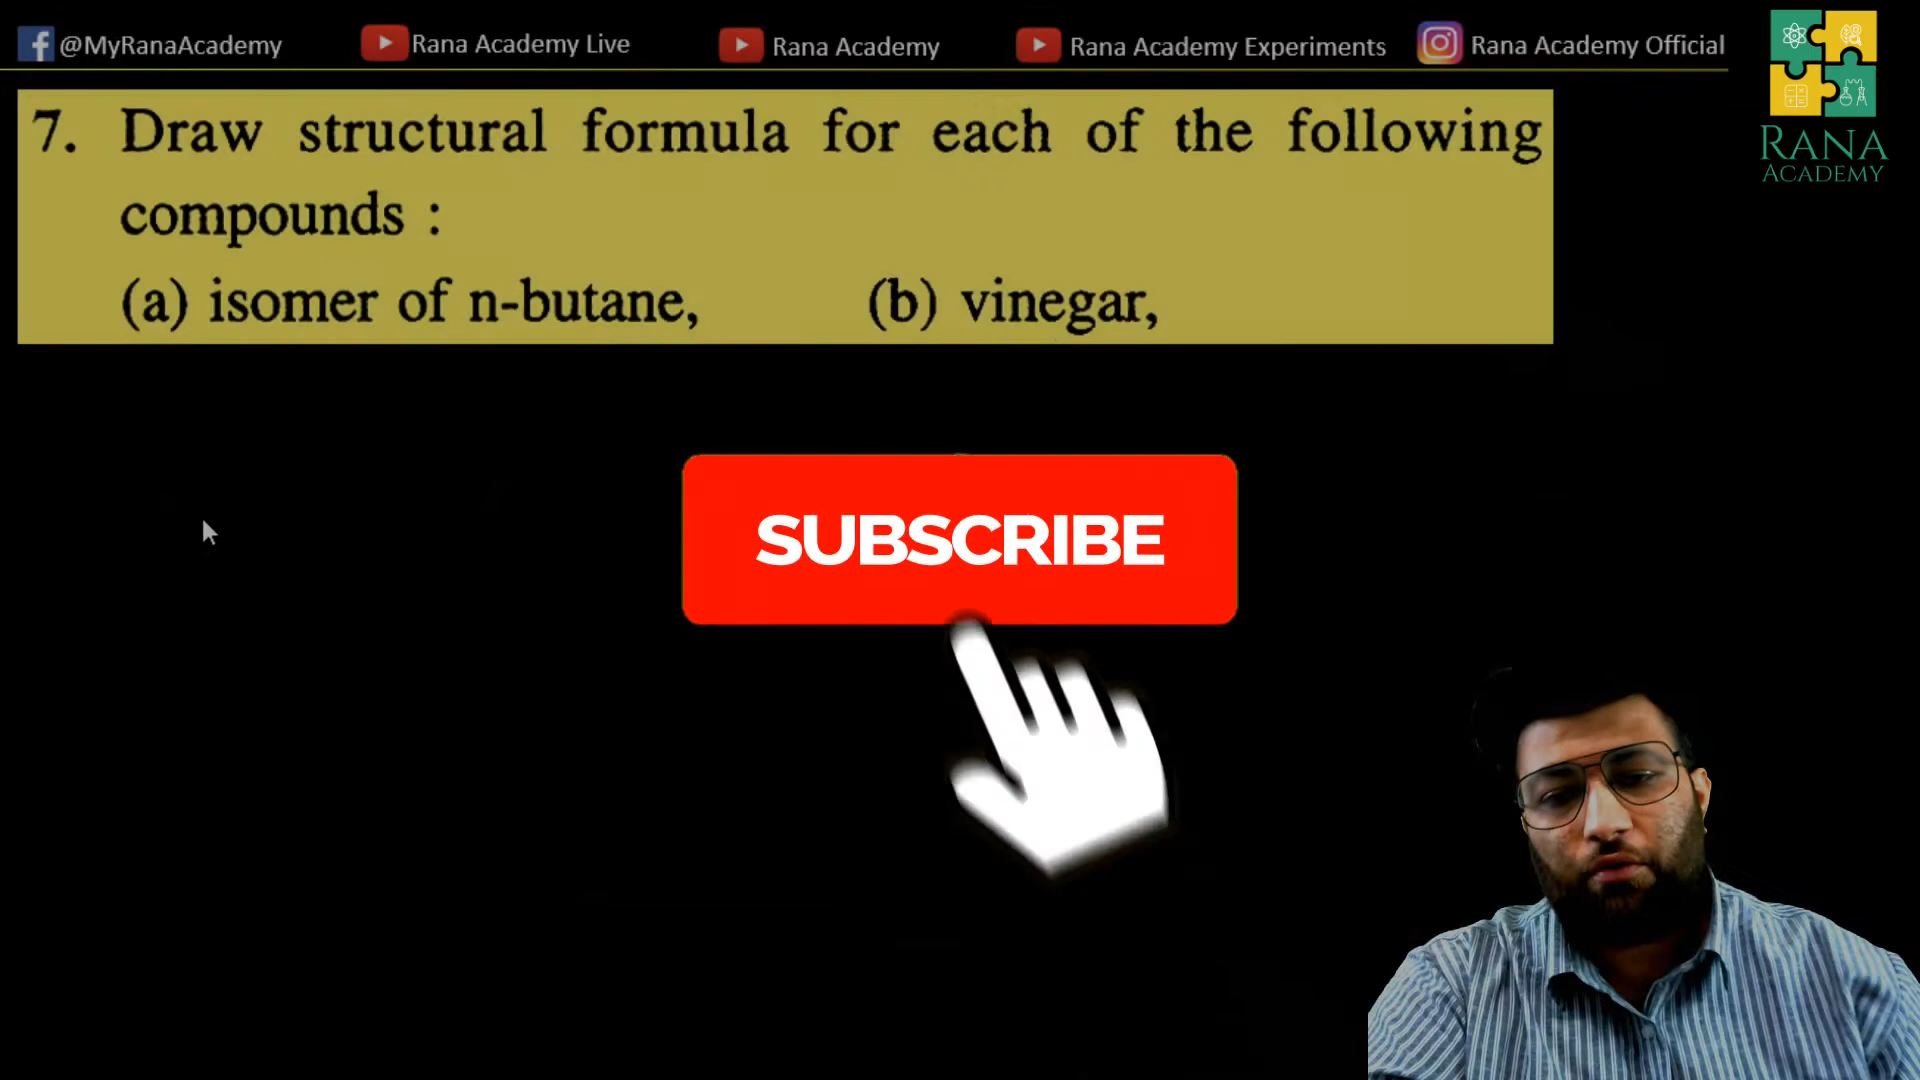 @MyRanaAcademy Rana Academy Live Rana Academy Rana Academy Experiments Rana Academy Official
RANA
ACADEMY
7. Draw structural formula for each of the following
compounds :
(a) isomer of n-butane, (b) vinegar,
SUBSCRIBE